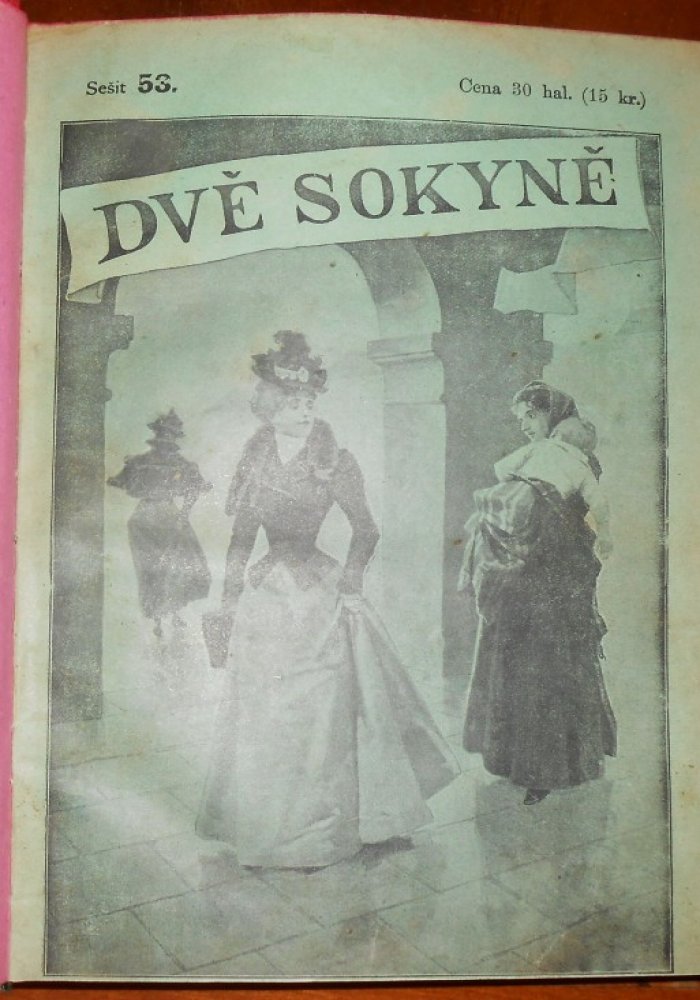 Sešit 53.
Cena 30 hal. (15 kr.)
DVĚ SOKYNĚ